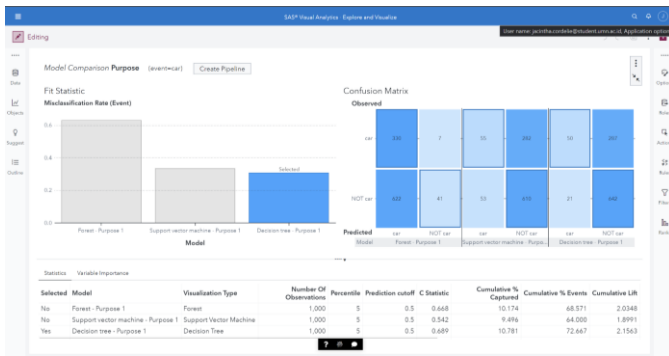 SAS® Visual Analytics - Explore and Visualize
User name: jacintha.cordelie@student.umn.ac.id, Application option
Editing
Data
Objects
Suggest
Outline
Model Comparison Purpose (event=car) Create Pipeline
Fit Statistic
Misclassification Rate (Event)
0.6
0.4
0.2
0.0
Selected
Forest - Purpose 1 Support vector machine - Purpose 1 Decision tree - Purpose 1
Model
Confusion Matrix
Observed
car 7 55 282 50 287
NOT car 622 41 53 610 21 642
Predicted car NOT car car NOT car car NOT car
Model Forest - Purpose 1 Support vector machine - Purpo... Decision tree - Purpose 1
Statistics Variable Importance
Selected Model Visualization Type Number Of Observations Percentile Prediction cutoff C Statistic Cumulative % Captured Cumulative % Events Cumulative Lift
No Forest - Purpose 1 Forest 1,000 5 0.5 0.668 10.174 68.571 2.0348
No Support vector machine - Purpose 1 Support Vector Machine 1,000 5 0.5 0.542 9.496 64.000 1.8991
Yes Decision tree - Purpose 1 Decision Tree 1,000 5 0.5 0.689 10.781 72.667 2.1563